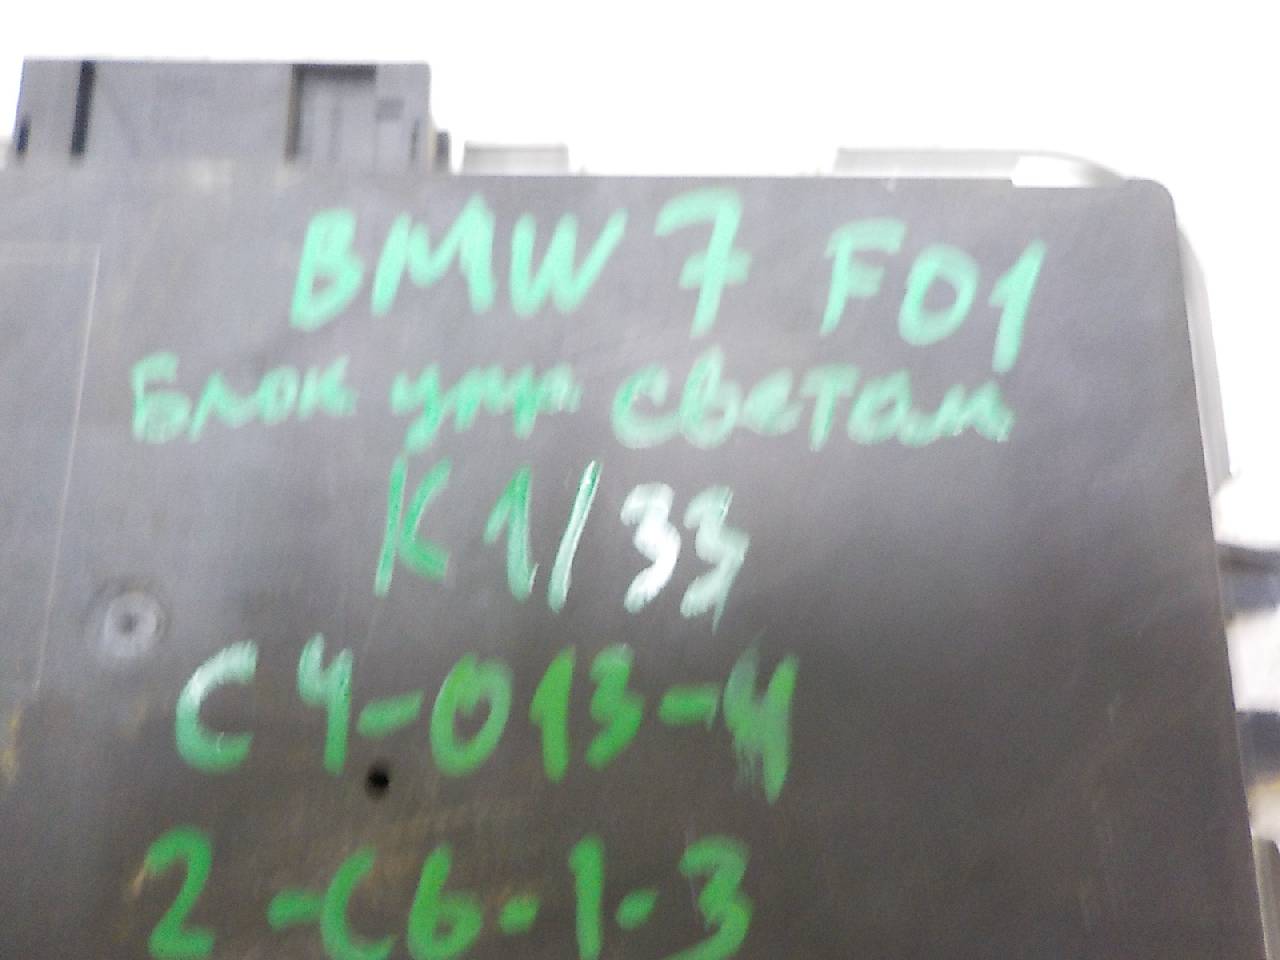 BMW 7 F01
Блок упр светом
K1/33
C4-013-4
2-C6-1-3